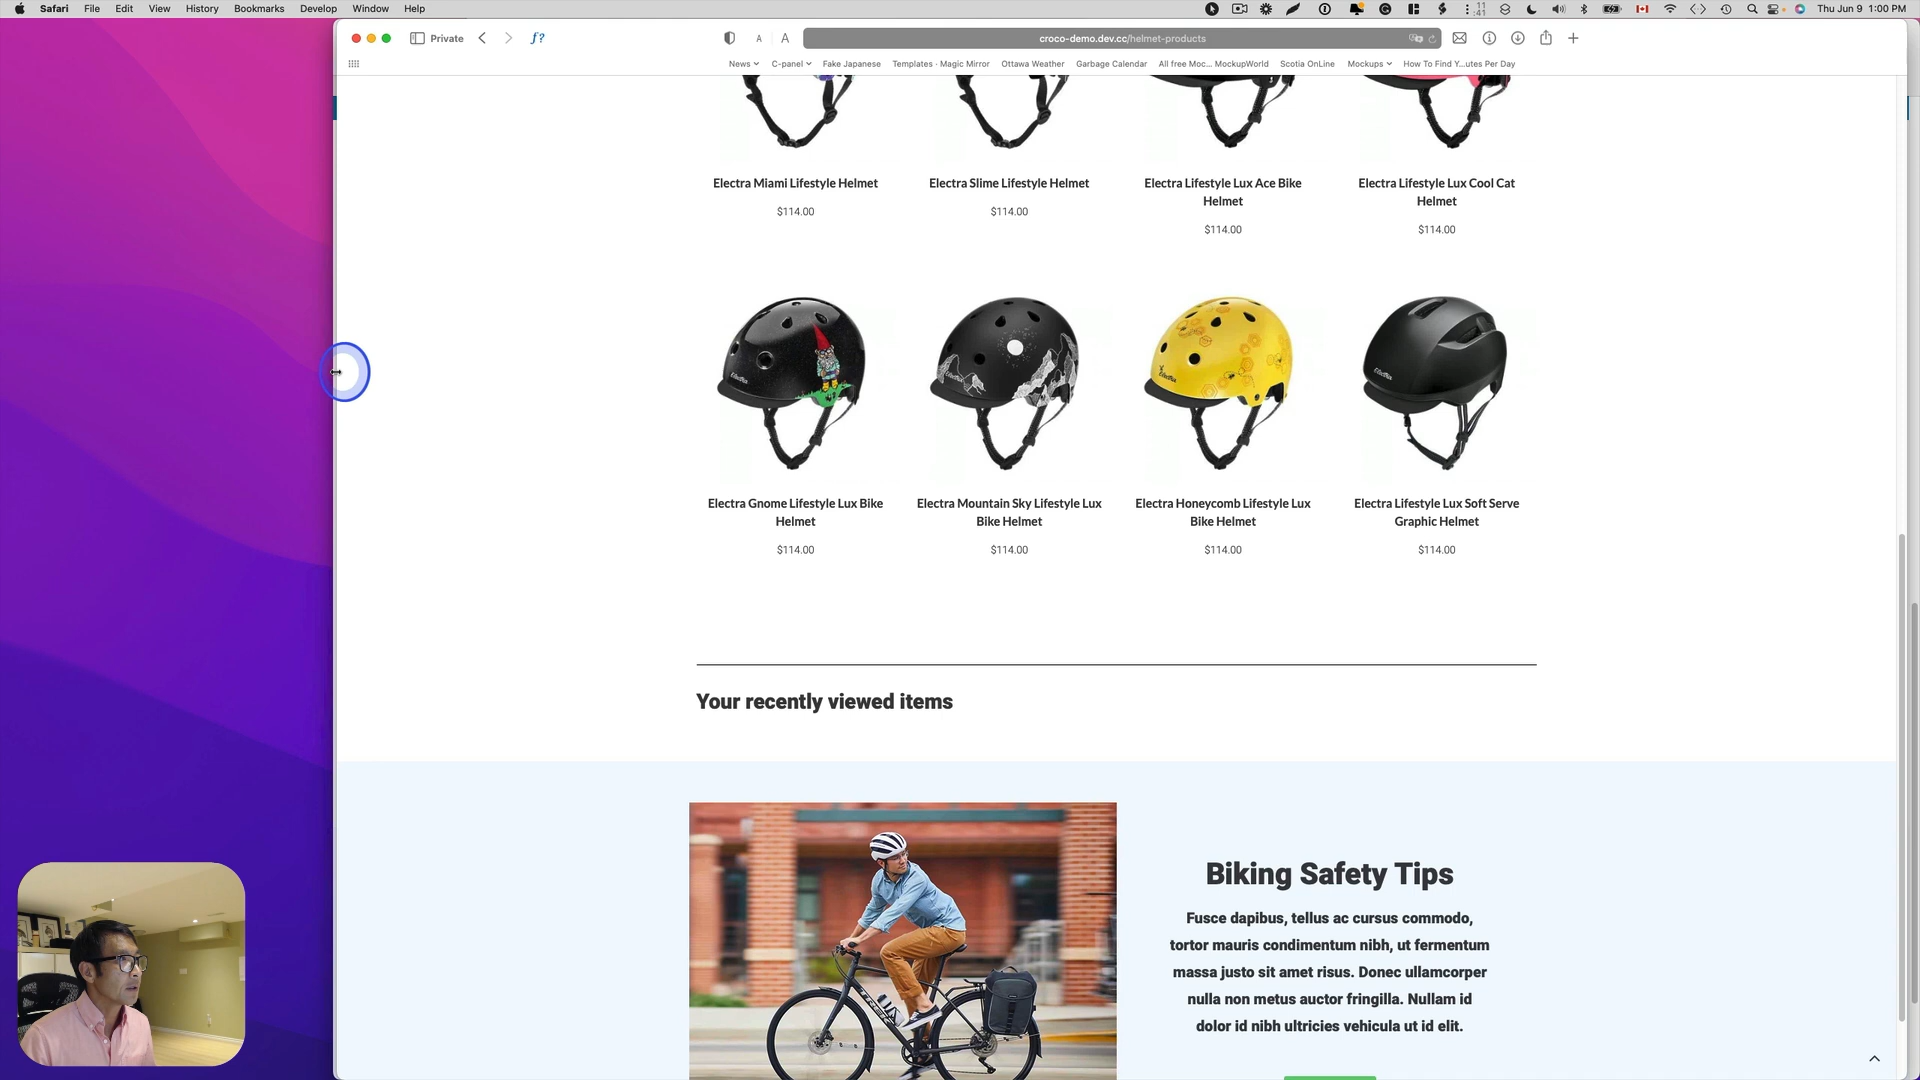 Safari File Edit View History Bookmarks Develop Window Help
11
:41
Thu Jun 9 1:00 PM
Private
ƒ?
A A
croco-demo.dev.cc/helmet-products
News C-panel Fake Japanese Templates · Magic Mirror Ottawa Weather Garbage Calendar All free Moc... MockupWorld Scotia OnLine Mockups How To Find Y...utes Per Day
Electra Miami Lifestyle Helmet
$114.00
Electra Slime Lifestyle Helmet
$114.00
Electra Lifestyle Lux Ace Bike
Helmet
$114.00
Electra Lifestyle Lux Cool Cat
Helmet
$114.00
Electra
Electra Gnome Lifestyle Lux Bike
Helmet
$114.00
Electra
Electra Mountain Sky Lifestyle Lux
Bike Helmet
$114.00
Electra
Electra Honeycomb Lifestyle Lux
Bike Helmet
$114.00
Electra
Electra Lifestyle Lux Soft Serve
Graphic Helmet
$114.00
Your recently viewed items
TREK
Biking Safety Tips
Fusce dapibus, tellus ac cursus commodo,
tortor mauris condimentum nibh, ut fermentum
massa justo sit amet risus. Donec ullamcorper
nulla non metus auctor fringilla. Nullam id
dolor id nibh ultricies vehicula ut id elit.